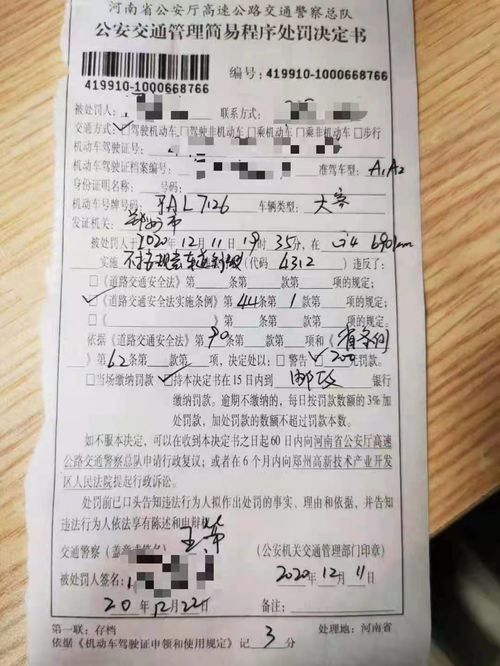 河南省公安厅高速公路交通警察总队
公安交通管理简易程序处罚决定书
419910-1000668766 编号:419910-1000668766
被处罚人: 联系方式:
交通方式:☑驾驶机动车 □驾驶非机动车 □乘机动车 □乘非机动车 □步行
机动车驾驶证号:
机动车驾驶证档案编号: 准驾车型: A1A2
身份证明名称: 号码:
机动车号牌号码: AL7126 车辆类型: 大客
发证机关: 郑州市
被处罚人于2020年12月11日19时35分,在 G4 690km
实施 (代码 4312 )违反了:
□《道路交通安全法》第 条第 款第 项的规定;
☑《道路交通安全法实施条例》第44条第1款第 项的规定;
□《 》第 条第 款第 项的规定;
依据《道路交通安全法》第90条第 款第 项和《省条例
》第62条第 款第 项,决定处以:□警告 ☑200元罚款。
□当场缴纳罚款 ☑持本决定书在15日内到 邮政 银行
缴纳罚款。逾期不缴纳的,每日按罚款数额的3%加
处罚款,加处罚款的数额不超过罚款本数。
如不服本决定,可以在收到本决定书之日起60日内向河南省公安厅高速
公路交通警察总队申请行政复议;或者在6个月内向郑州高新技术产业开发
区人民法院提起行政诉讼。
处罚前已口头告知违法行为人拟作出处罚的事实、理由和依据,并告知
违法行为人依法享有陈述和申辩权。
交通警察(盖章或签名) (公安机关交通管理部门印章)
被处罚人签名: 2020年12月11日
2020年12月22日 备注:
第一联:存档 处理地:河南省
依据《机动车驾驶证申领和使用规定》记 3 分